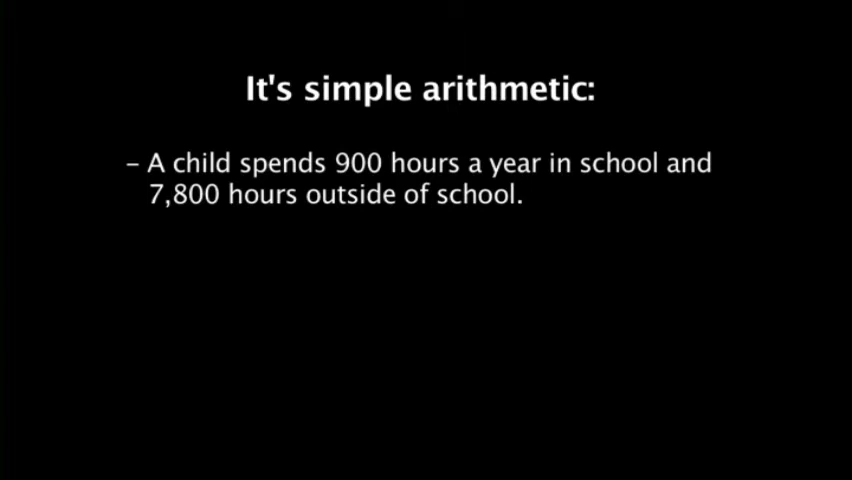 It's simple arithmetic:
– A child spends 900 hours a year in school and
7,800 hours outside of school.